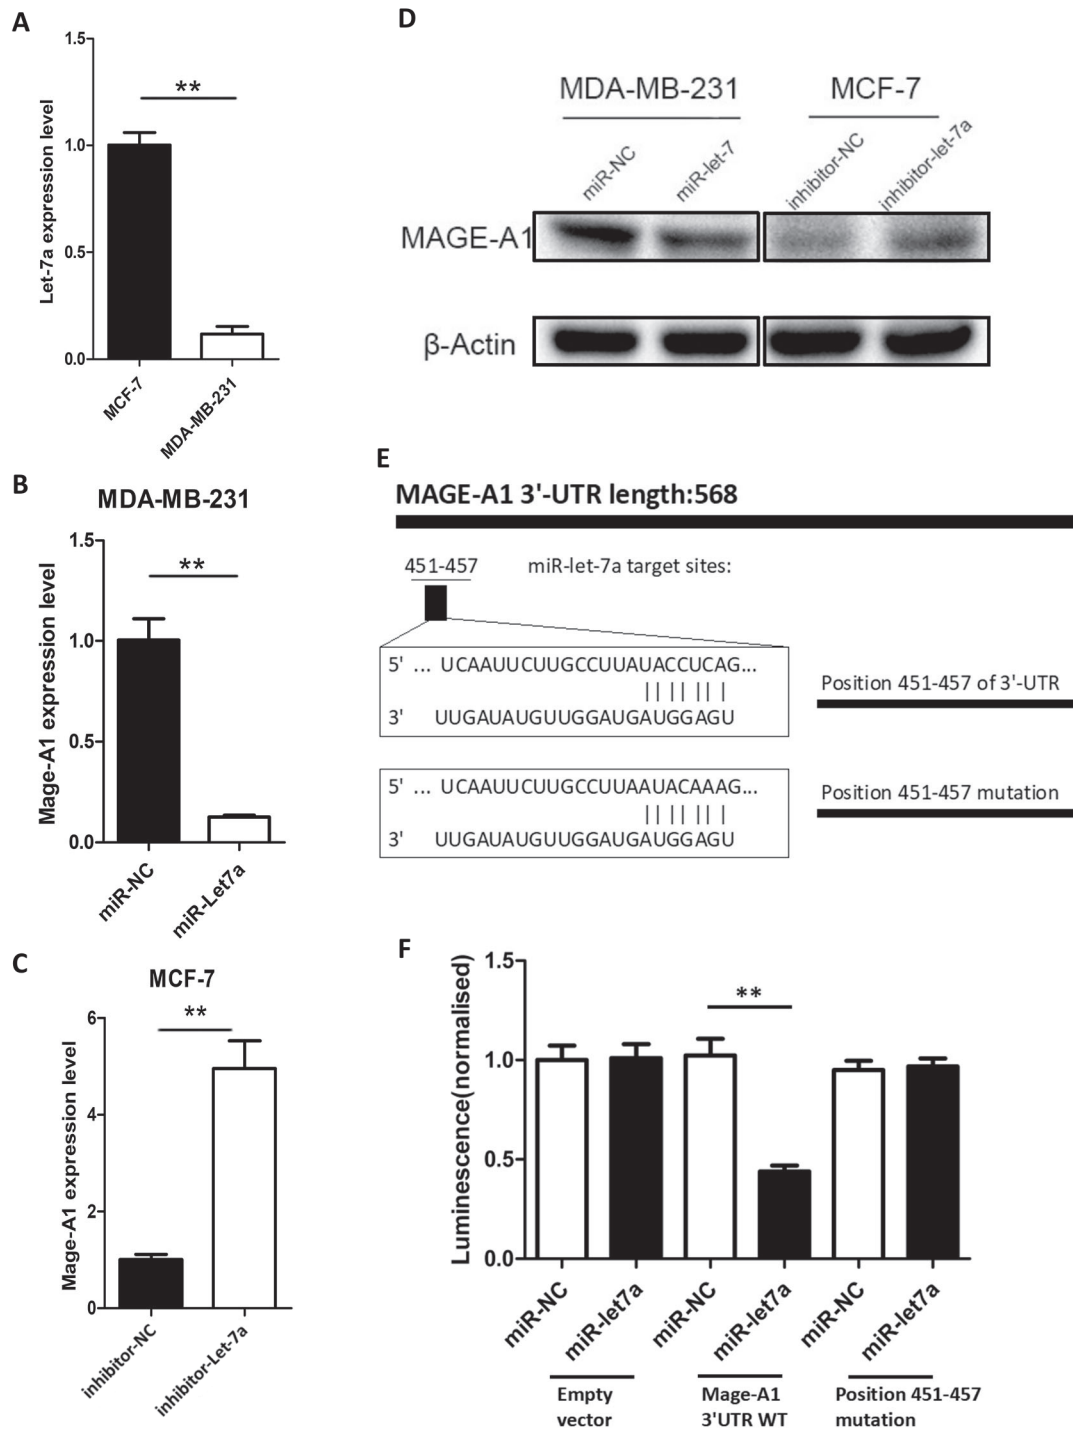 A
1.5
1.0
0.5
0.0
Let-7a expression level
**
MCF-7
MDA-MB-231
B
MDA-MB-231
1.5
1.0
0.5
0.0
Mage-A1 expression level
**
miR-NC
miR-Let7a
C
MCF-7
6
4
2
0
Mage-A1 expression level
**
inhibitor-NC
inhibitor-Let-7a
D
MDA-MB-231
MCF-7
miR-NC
miR-let-7
inhibitor-NC
inhibitor-let-7a
MAGE-A1
β-Actin
E
MAGE-A1 3'-UTR length:568
451-457
miR-let-7a target sites:
5' ... UCAAUUCUUGCCUUAUACCUCAG...
3' UUGAUAUGUUGGAUGAUGGAGU
Position 451-457 of 3'-UTR
5' ... UCAAUUCUUGCCUUAAUACAAAG...
3' UUGAUAUGUUGGAUGAUGGAGU
Position 451-457 mutation
F
1.5
1.0
0.5
0.0
Luminescence(normalised)
**
miR-NC
miR-let7a
miR-NC
miR-let7a
miR-NC
miR-let7a
Empty
vector
Mage-A1
3'UTR WT
Position 451-457
mutation